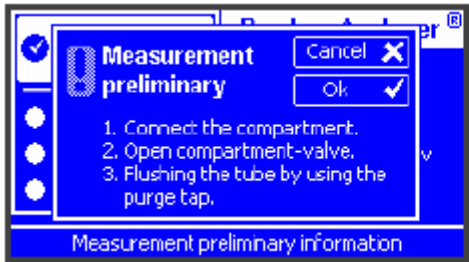 er ®
Measurement
preliminary
Cancel
Ok
1. Connect the compartment.
2. Open compartment-valve.
3. Flushing the tube by using the
purge tap.
v
Measurement preliminary information